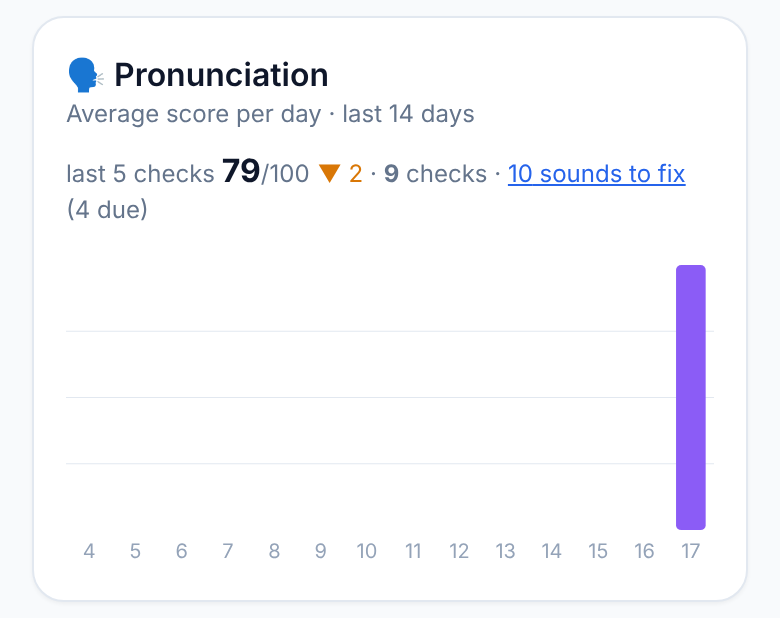 🗣️ Pronunciation
Average score per day · last 14 days
last 5 checks 79/100 ▼ 2 · 9 checks · 10 sounds to fix
(4 due)
4 5 6 7 8 9 10 11 12 13 14 15 16 17